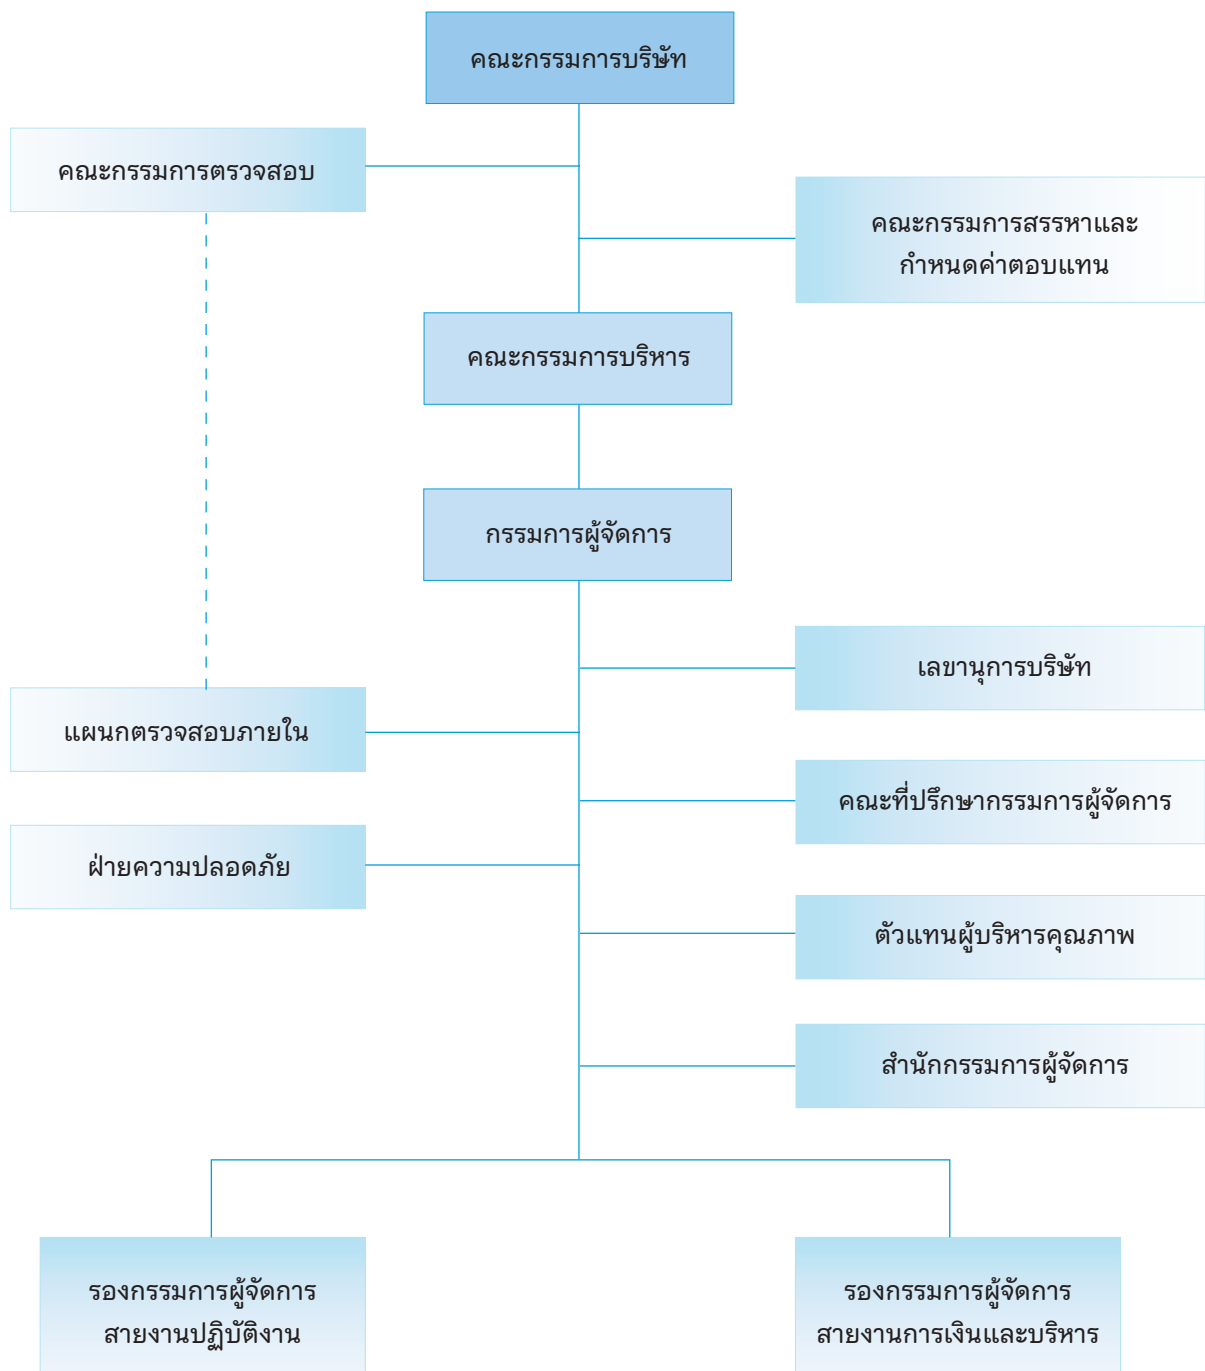 คณะกรรมการบริษัท
คณะกรรมการตรวจสอบ
คณะกรรมการสรรหาและ
กำหนดค่าตอบแทน
คณะกรรมการบริหาร
กรรมการผู้จัดการ
เลขานุการบริษัท
แผนกตรวจสอบภายใน
คณะที่ปรึกษากรรมการผู้จัดการ
ฝ่ายความปลอดภัย
ตัวแทนผู้บริหารคุณภาพ
สำนักกรรมการผู้จัดการ
รองกรรมการผู้จัดการ
สายงานปฏิบัติงาน
รองกรรมการผู้จัดการ
สายงานการเงินและบริหาร